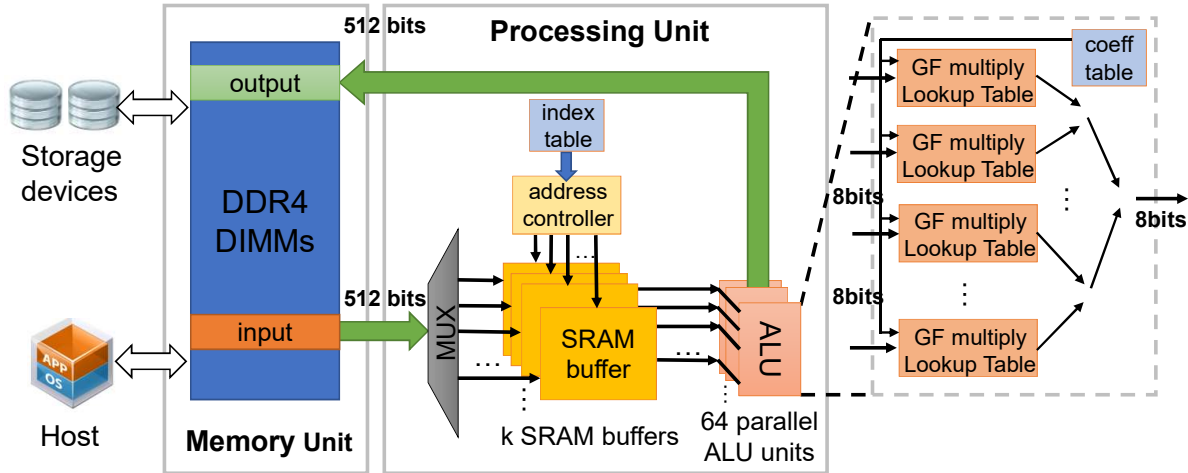 512 bits
Processing Unit
output
index
table
Storage
devices
DDR4
DIMMs
address
controller
...
512 bits
input
MUX
...
SRAM
buffer
...
ALU
APP
OS
Host
Memory Unit
k SRAM buffers
64 parallel
ALU units
coeff
table
GF multiply
Lookup Table
GF multiply
Lookup Table
8bits
GF multiply
Lookup Table
8bits
8bits
GF multiply
Lookup Table